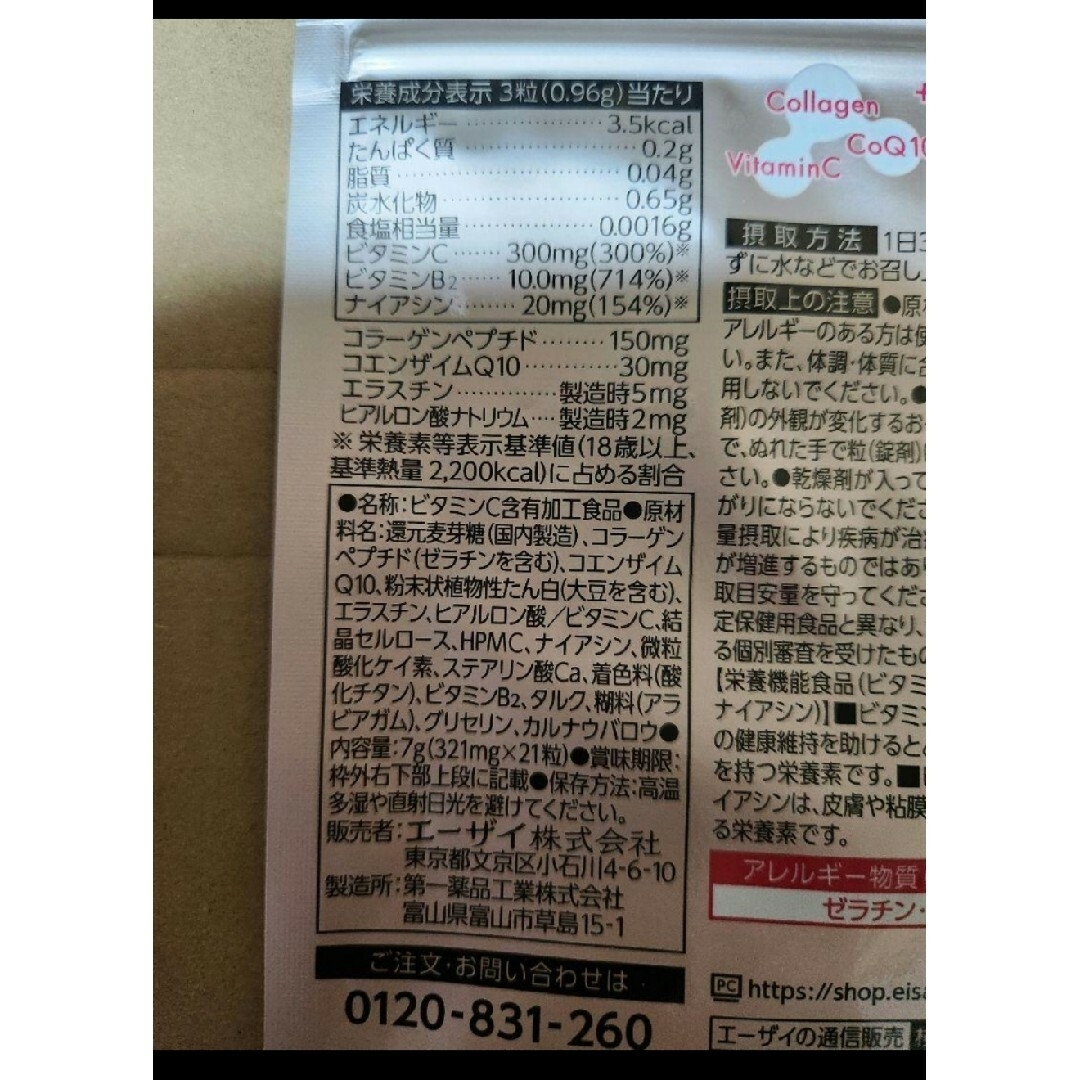 栄養成分表示 3粒(0.96g)当たり
エネルギー………………3.5kcal
たんぱく質………………0.2g
脂質………………0.04g
炭水化物………………0.65g
食塩相当量………………0.0016g
ビタミンC……300mg(300%)※
ビタミンB₂……10.0mg(714%)※
ナイアシン……20mg(154%)※
コラーゲンペプチド………150mg
コエンザイムQ10…………30mg
エラスチン…………製造時5mg
ヒアルロン酸ナトリウム…製造時2mg
※栄養素等表示基準値(18歳以上、
基準熱量2,200kcal)に占める割合
●名称:ビタミンC含有加工食品●原材
料名:還元麦芽糖(国内製造)、コラーゲン
ペプチド(ゼラチンを含む)、コエンザイム
Q10、粉末状植物性たん白(大豆を含む)、
エラスチン、ヒアルロン酸/ビタミンC、結
晶セルロース、HPMC、ナイアシン、微粒
酸化ケイ素、ステアリン酸Ca、着色料(酸
化チタン)、ビタミンB₂、タルク、糊料(アラ
ビアガム)、グリセリン、カルナウバロウ●
内容量:7g(321mg×21粒)●賞味期限:
枠外右下部上段に記載●保存方法:高温
多湿や直射日光を避けてください。
販売者:エーザイ株式会社
東京都文京区小石川4-6-10
製造所:第一薬品工業株式会社
富山県富山市草島15-1
ご注文・お問い合わせは
0120-831-260
Collagen
CoQ10
VitaminC
摂取方法 1日3
ずに水などでお召し
摂取上の注意 ●原
アレルギーのある方は
い。また、体調・体質に
用しないでください。●
剤)の外観が変化するお
で、ぬれた手で粒(錠剤)
さい。●乾燥剤が入って
がりにならないでくだ
量摂取により疾病が治
が増進するものではあ
取目安量を守ってくだ
定保健用食品と異なり、
る個別審査を受けたもの
【栄養機能食品(ビタミ
ナイアシン)】■ビタミ
の健康維持を助けると
を持つ栄養素です。■
イアシンは、皮膚や粘膜
る栄養素です。
アレルギー物質
ゼラチン・
PC https://shop.eis
エーザイの通信販売